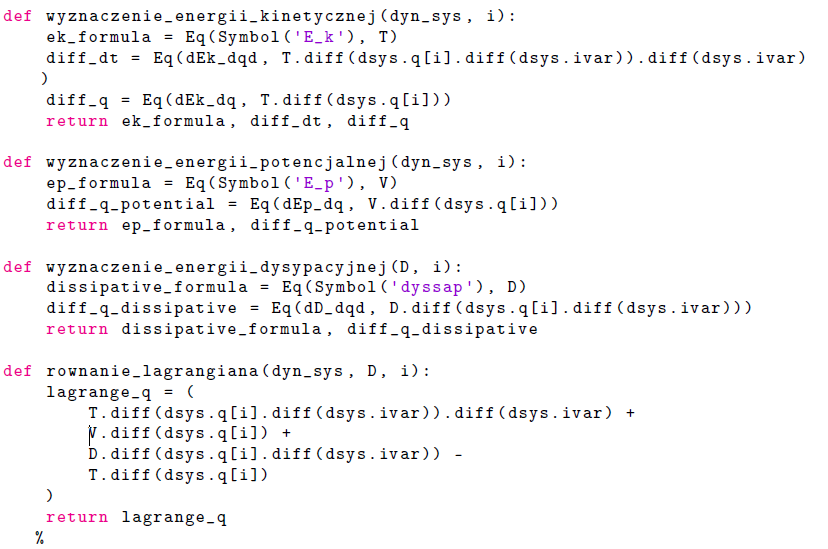 def wyznaczenie_energii_kinetycznej(dyn_sys, i):
    ek_formula = Eq(Symbol('E_k'), T)
    diff_dt = Eq(dEk_dqd, T.diff(dsys.q[i].diff(dsys.ivar)).diff(dsys.ivar)
    )
    diff_q = Eq(dEk_dq, T.diff(dsys.q[i]))
    return ek_formula, diff_dt, diff_q

def wyznaczenie_energii_potencjalnej(dyn_sys, i):
    ep_formula = Eq(Symbol('E_p'), V)
    diff_q_potential = Eq(dEp_dq, V.diff(dsys.q[i]))
    return ep_formula, diff_q_potential

def wyznaczenie_energii_dysypacyjnej(D, i):
    dissipative_formula = Eq(Symbol('dyssap'), D)
    diff_q_dissipative = Eq(dD_dqd, D.diff(dsys.q[i].diff(dsys.ivar)))
    return dissipative_formula, diff_q_dissipative

def rownanie_lagrangiana(dyn_sys, D, i):
    lagrange_q = (
        T.diff(dsys.q[i].diff(dsys.ivar)).diff(dsys.ivar) +
        V.diff(dsys.q[i]) +
        D.diff(dsys.q[i].diff(dsys.ivar)) -
        T.diff(dsys.q[i])
    )
    return lagrange_q
   %